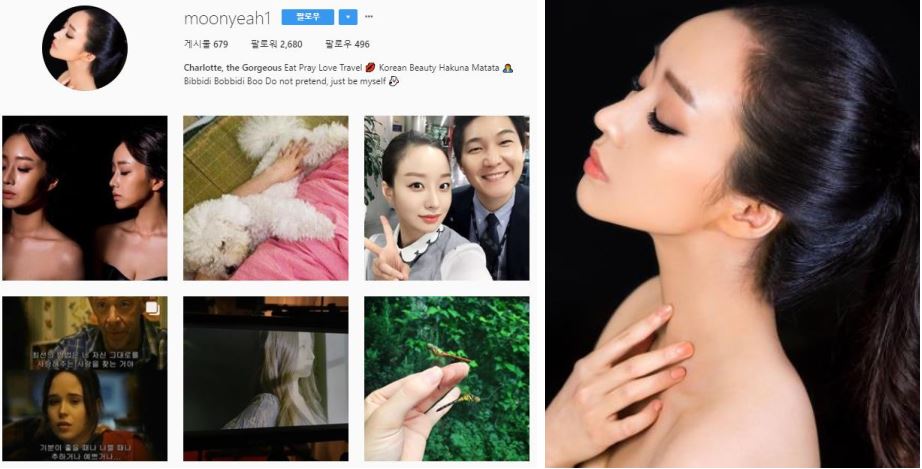 moonyeah1 팔로우
게시물 679 팔로워 2,680 팔로우 496
Charlotte, the Gorgeous Eat Pray Love Travel 💋 Korean Beauty Hakuna Matata 🤷‍♀️
Bibbidi Bobbidi Boo Do not pretend, just be myself 👻
최선의 방법은 네 자신 그대로를
사랑해주는 사람을 찾는 거야
기분이 좋을 때나 나쁠 때나
추하거나 예쁘거나...